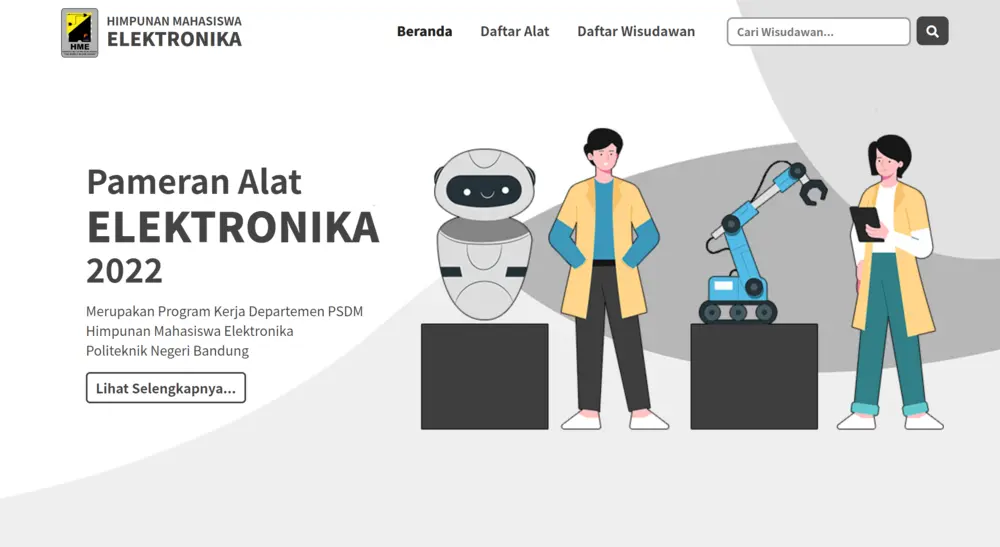 HME
HIMPUNAN MAHASISWA
ELEKTRONIKA
Beranda
Daftar Alat
Daftar Wisudawan
Cari Wisudawan...
Pameran Alat
ELEKTRONIKA
2022
Merupakan Program Kerja Departemen PSDM
Himpunan Mahasiswa Elektronika
Politeknik Negeri Bandung
Lihat Selengkapnya...